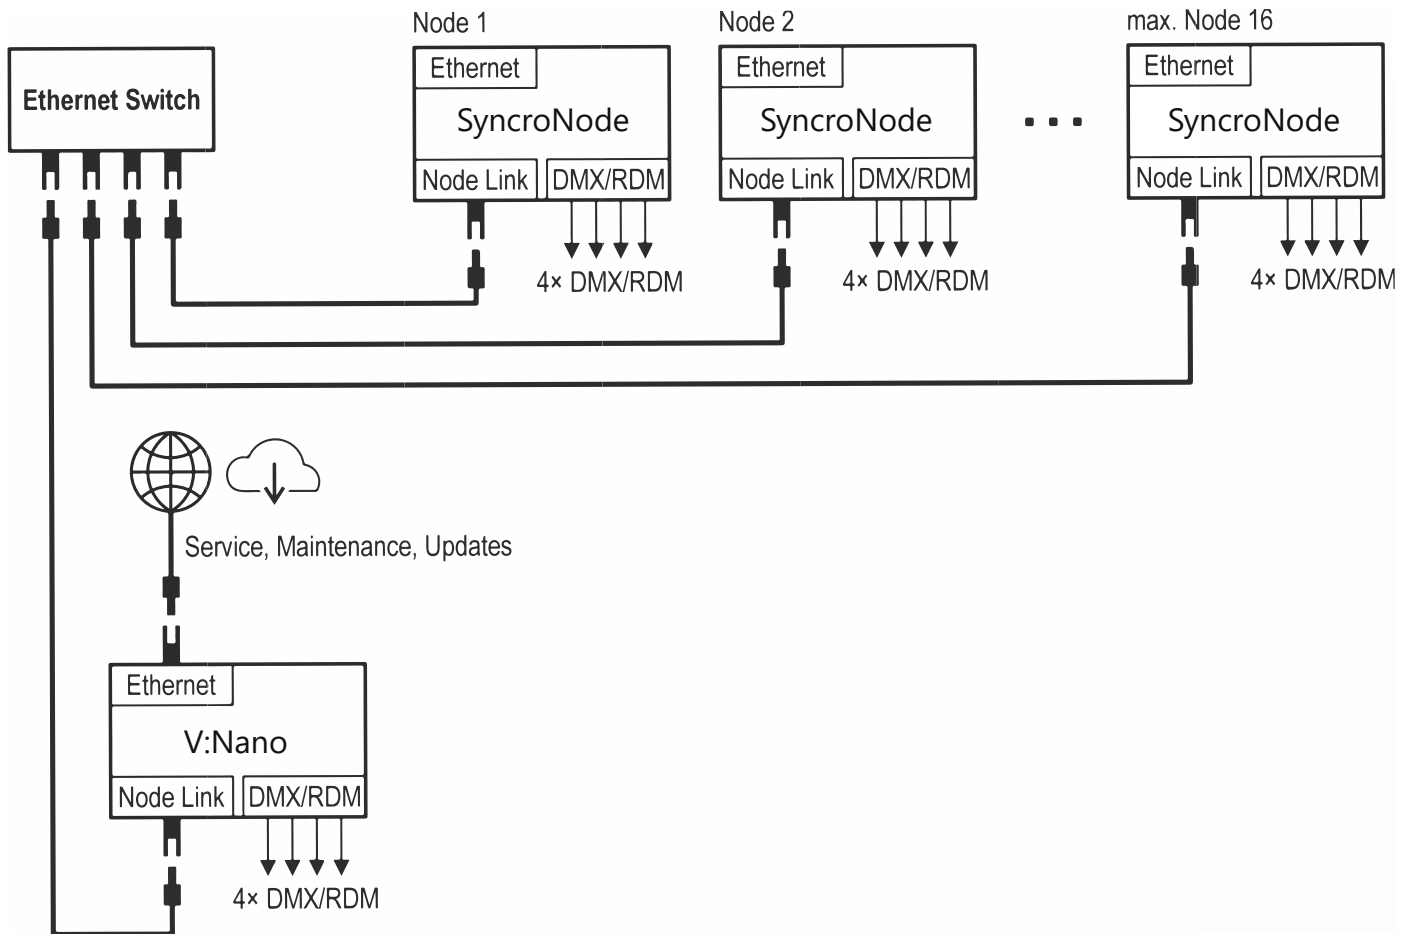 Node 1
Node 2
max. Node 16
Ethernet Switch
Ethernet
SyncroNode
Node Link
DMX/RDM
4× DMX/RDM
Ethernet
SyncroNode
Node Link
DMX/RDM
4× DMX/RDM
Ethernet
SyncroNode
Node Link
DMX/RDM
4× DMX/RDM
Service, Maintenance, Updates
Ethernet
V:Nano
Node Link
DMX/RDM
4× DMX/RDM